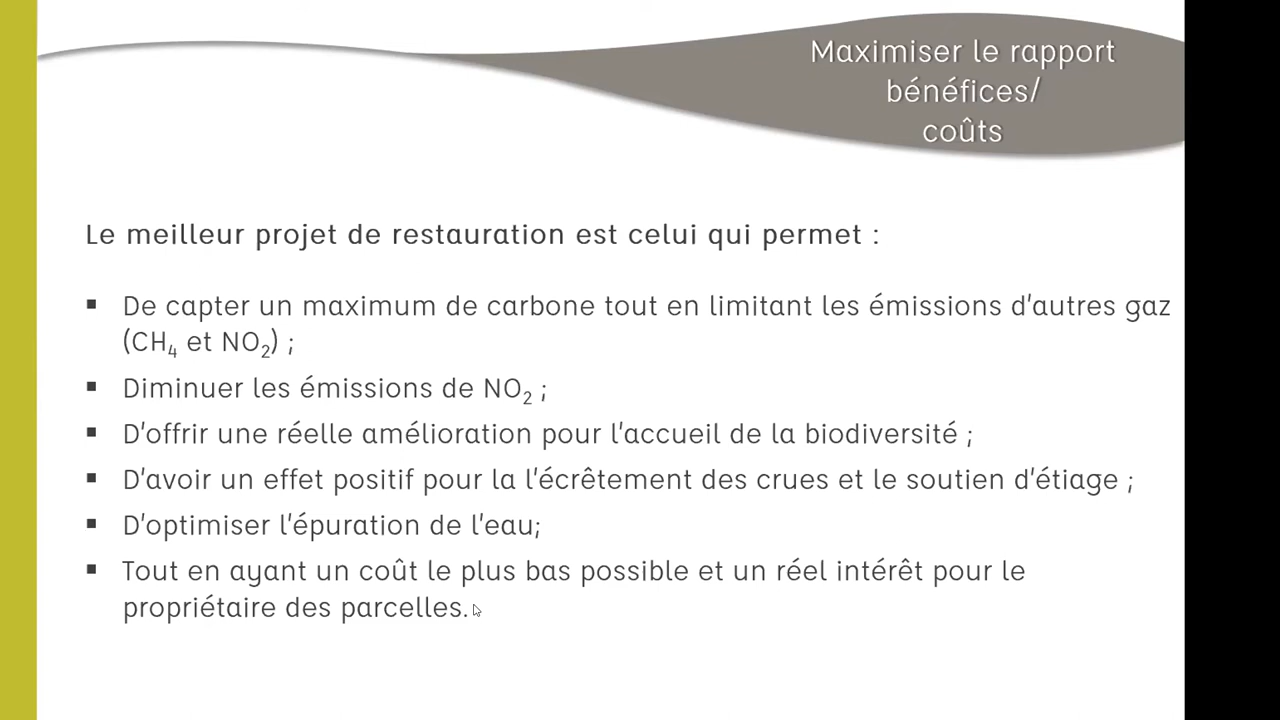 Maximiser le rapport
bénéfices/
coûts
Le meilleur projet de restauration est celui qui permet :
▪ De capter un maximum de carbone tout en limitant les émissions d'autres gaz
(CH₄ et NO₂) ;
▪ Diminuer les émissions de NO₂ ;
▪ D'offrir une réelle amélioration pour l'accueil de la biodiversité ;
▪ D'avoir un effet positif pour la l'écrêtement des crues et le soutien d'étiage ;
▪ D'optimiser l'épuration de l'eau;
▪ Tout en ayant un coût le plus bas possible et un réel intérêt pour le
propriétaire des parcelles.